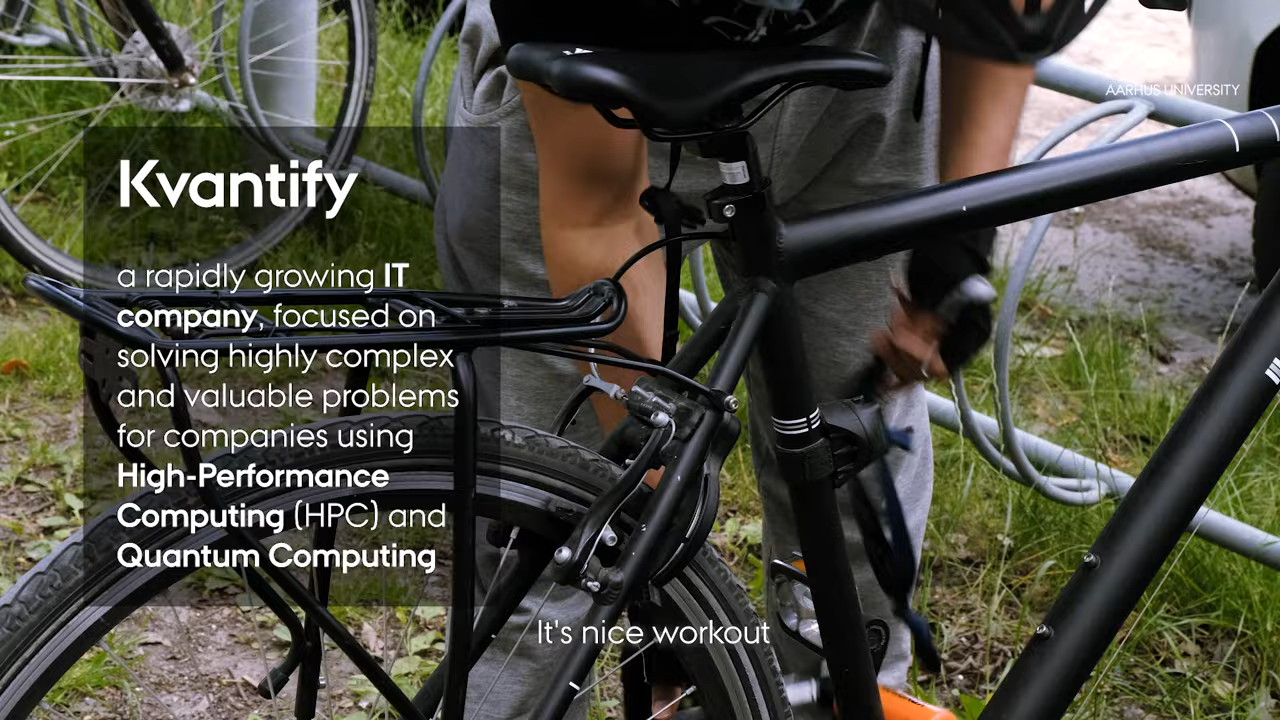 AARHUS UNIVERSITY
Kvantify
a rapidly growing IT
company, focused on
solving highly complex
and valuable problems
for companies using
High-Performance
Computing (HPC) and
Quantum Computing
It's nice workout